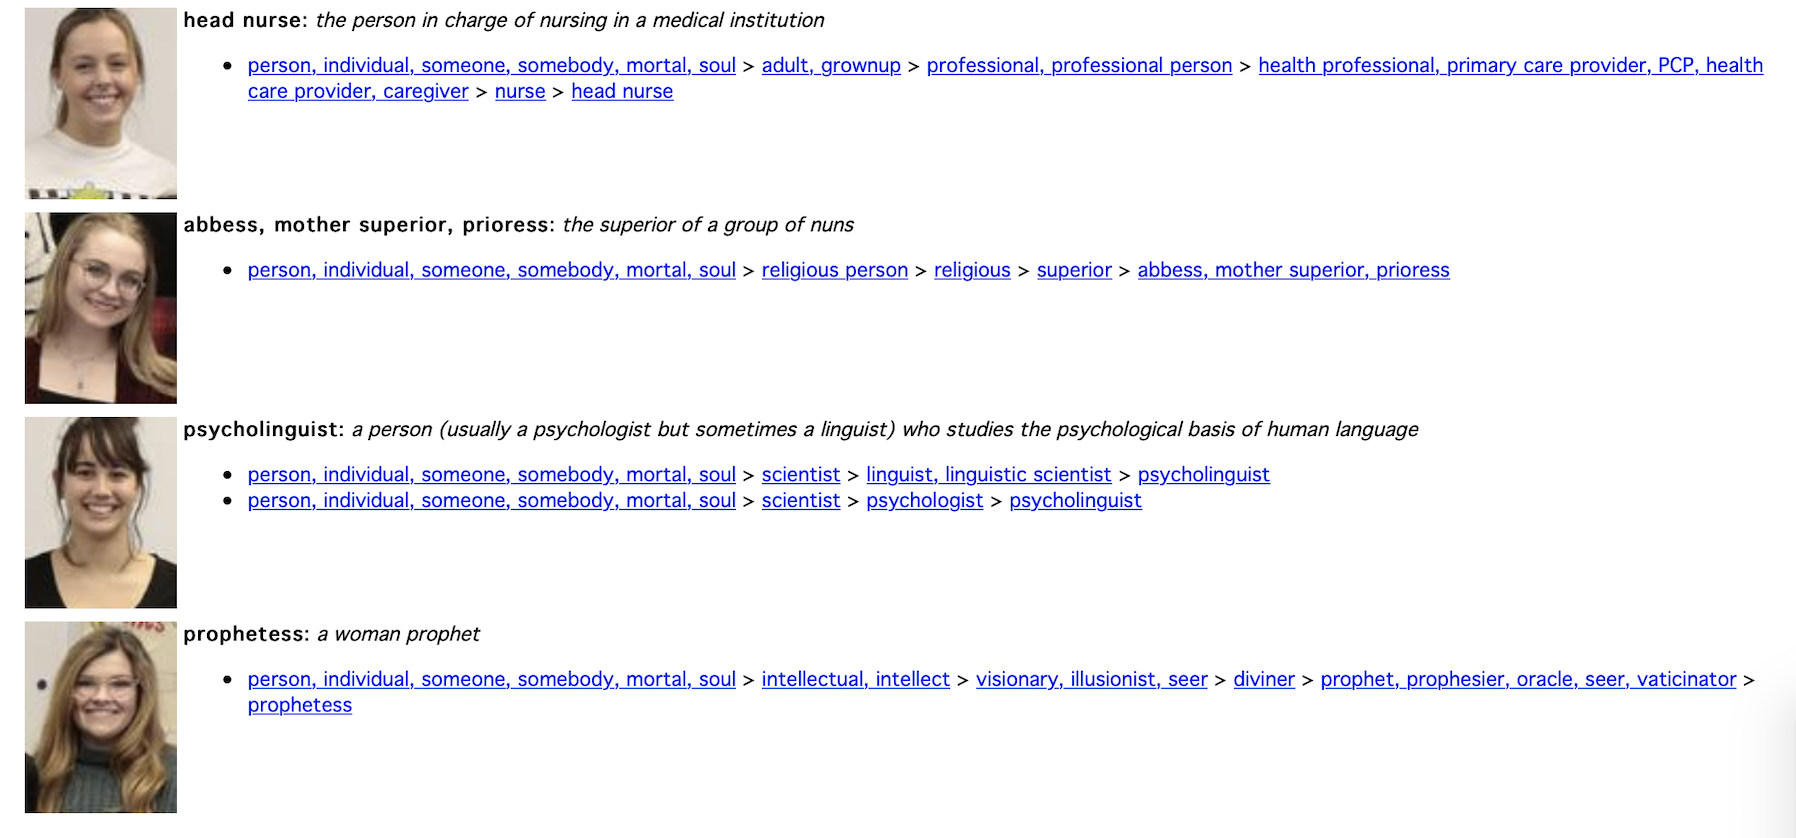 head nurse: the person in charge of nursing in a medical institution
• person, individual, someone, somebody, mortal, soul > adult, grownup > professional, professional person > health professional, primary care provider, PCP, health
care provider, caregiver > nurse > head nurse
abbess, mother superior, prioress: the superior of a group of nuns
• person, individual, someone, somebody, mortal, soul > religious person > religious > superior > abbess, mother superior, prioress
psycholinguist: a person (usually a psychologist but sometimes a linguist) who studies the psychological basis of human language
• person, individual, someone, somebody, mortal, soul > scientist > linguist, linguistic scientist > psycholinguist
• person, individual, someone, somebody, mortal, soul > scientist > psychologist > psycholinguist
prophetess: a woman prophet
• person, individual, someone, somebody, mortal, soul > intellectual, intellect > visionary, illusionist, seer > diviner > prophet, prophesier, oracle, seer, vaticinator >
prophetess